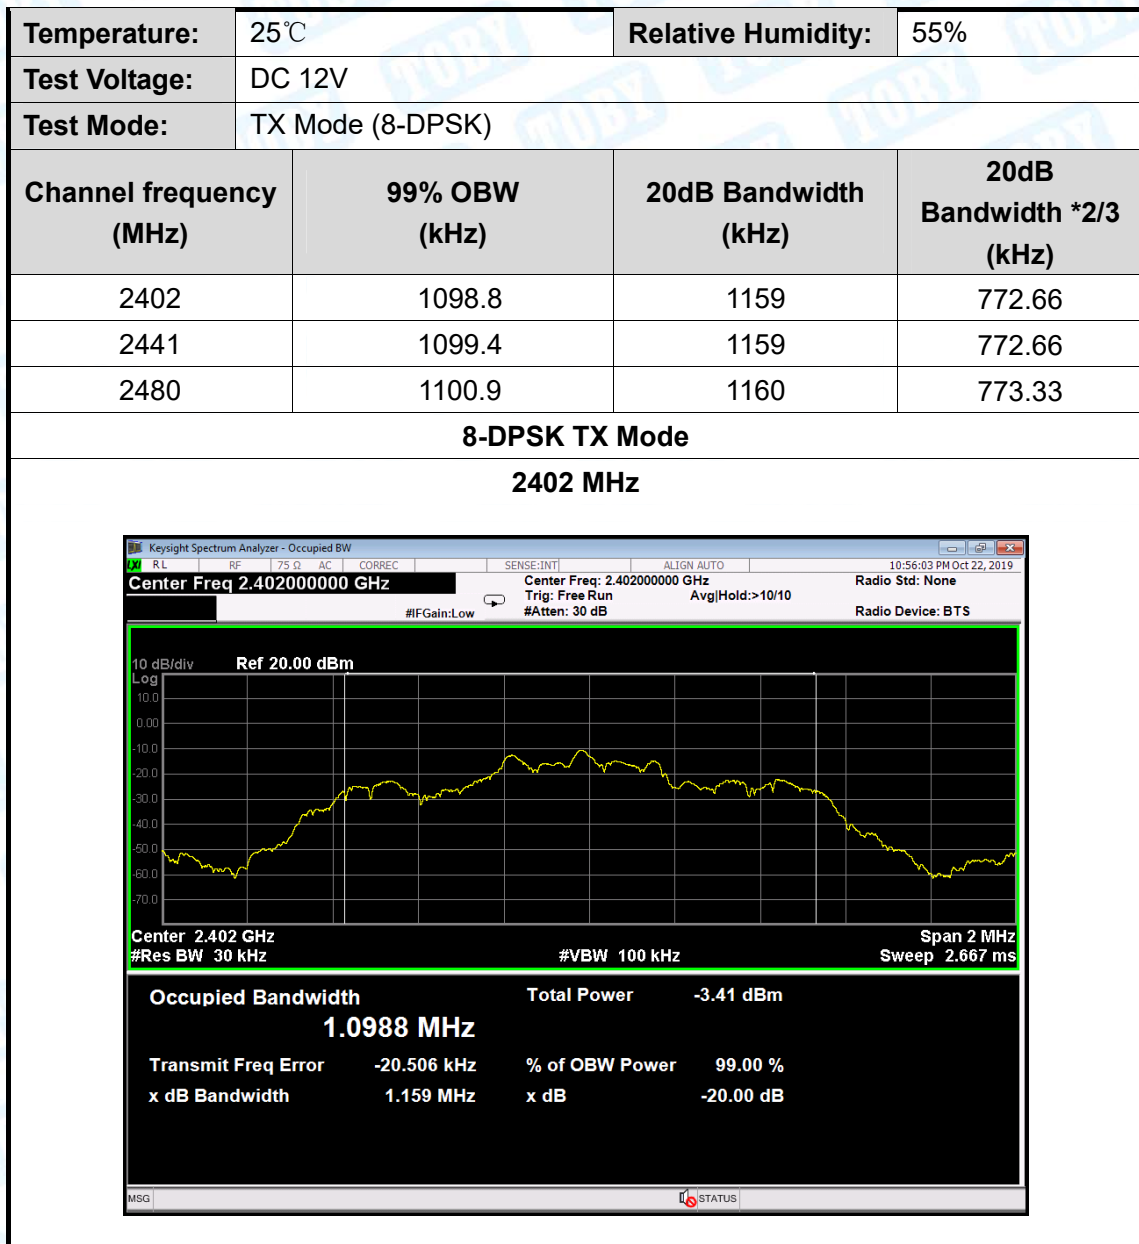 Temperature: 25℃ Relative Humidity: 55%
Test Voltage: DC 12V
Test Mode: TX Mode (8-DPSK)
Channel frequency (MHz) 99% OBW (kHz) 20dB Bandwidth (kHz) 20dB Bandwidth *2/3 (kHz)
2402 1098.8 1159 772.66
2441 1099.4 1159 772.66
2480 1100.9 1160 773.33
8-DPSK TX Mode
2402 MHz
Keysight Spectrum Analyzer - Occupied BW
LXI RL RF 75 Ω AC CORREC SENSE:INT ALIGN AUTO 10:56:03 PM Oct 22, 2019
Center Freq 2.402000000 GHz Center Freq: 2.402000000 GHz Radio Std: None
Trig: Free Run Avg|Hold:>10/10
#IFGain:Low #Atten: 30 dB Radio Device: BTS
10 dB/div Ref 20.00 dBm
Log
10.0
0.00
-10.0
-20.0
-30.0
-40.0
-50.0
-60.0
-70.0
Center 2.402 GHz Span 2 MHz
#Res BW 30 kHz #VBW 100 kHz Sweep 2.667 ms
Occupied Bandwidth Total Power -3.41 dBm
1.0988 MHz
Transmit Freq Error -20.506 kHz % of OBW Power 99.00 %
x dB Bandwidth 1.159 MHz x dB -20.00 dB
MSG STATUS
TOBY
TOBY
TOBY
TOBY
TOBY
TOBY
TOBY